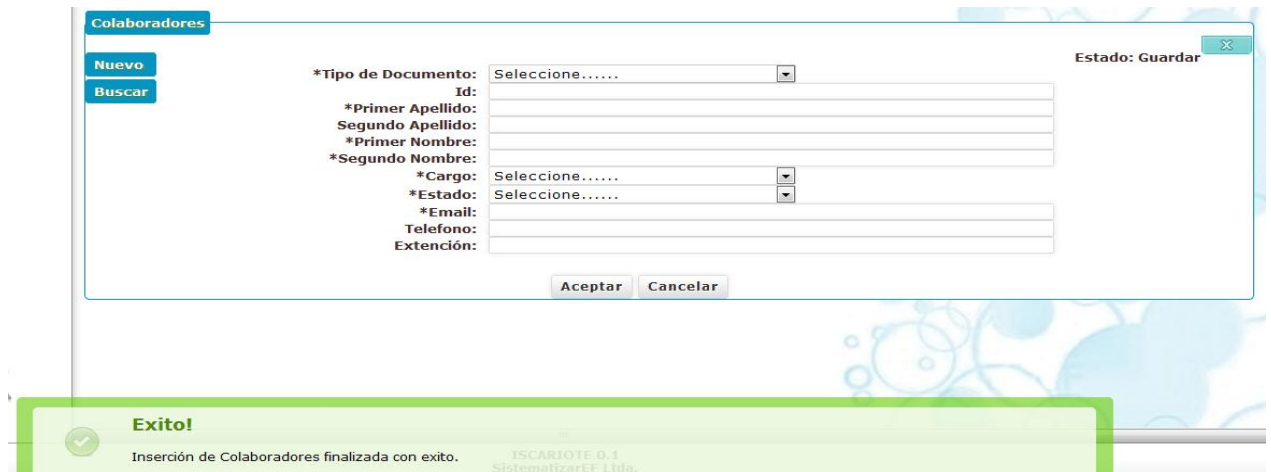 Colaboradores
x
Nuevo
Buscar
Estado: Guardar
*Tipo de Documento: Seleccione......
Id:
*Primer Apellido:
Segundo Apellido:
*Primer Nombre:
*Segundo Nombre:
*Cargo: Seleccione......
*Estado: Seleccione......
*Email:
Telefono:
Extención:
Aceptar Cancelar
Exito!
Inserción de Colaboradores finalizada con exito.
ISCARIOTE 0.1
SistematizarEF Ltda.